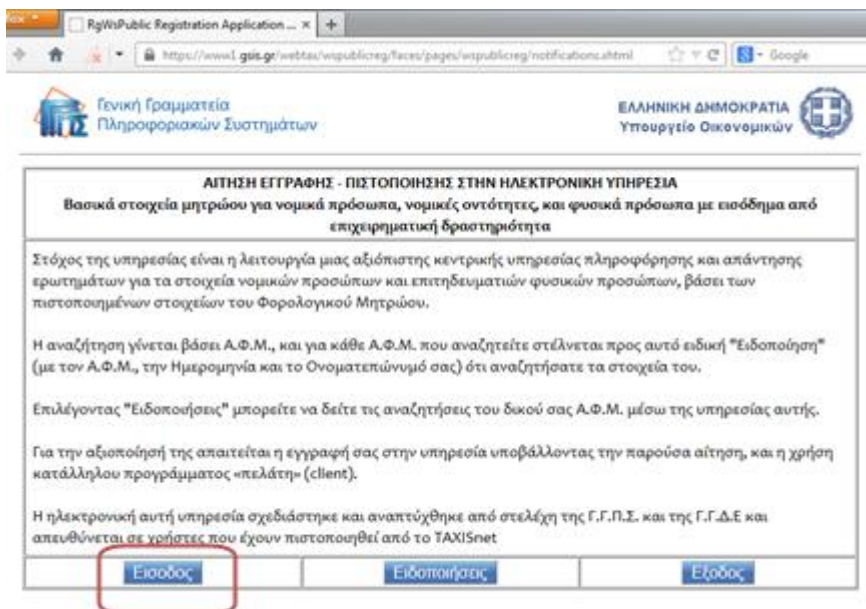 RgWsPublic Registration Application ...
https://www1.gsis.gr/webtax/wspublicreg/faces/pages/wspublicreg/notifications.xhtml
Google
Γενική Γραμματεία
Πληροφοριακών Συστημάτων
ΕΛΛΗΝΙΚΗ ΔΗΜΟΚΡΑΤΙΑ
Υπουργείο Οικονομικών
ΑΙΤΗΣΗ ΕΓΓΡΑΦΗΣ - ΠΙΣΤΟΠΟΙΗΣΗΣ ΣΤΗΝ ΗΛΕΚΤΡΟΝΙΚΗ ΥΠΗΡΕΣΙΑ
Βασικά στοιχεία μητρώου για νομικά πρόσωπα, νομικές οντότητες, και φυσικά πρόσωπα με εισόδημα από
επιχειρηματική δραστηριότητα
Στόχος της υπηρεσίας είναι η λειτουργία μιας αξιόπιστης κεντρικής υπηρεσίας πληροφόρησης και απάντησης
ερωτημάτων για τα στοιχεία νομικών προσώπων και επιτηδευματιών φυσικών προσώπων, βάσει των
πιστοποιημένων στοιχείων του Φορολογικού Μητρώου.
Η αναζήτηση γίνεται βάσει Α.Φ.Μ., και για κάθε Α.Φ.Μ. που αναζητείτε στέλνεται προς αυτό ειδική "Ειδοποίηση"
(με τον Α.Φ.Μ., την Ημερομηνία και το Ονοματεπώνυμό σας) ότι αναζητήσατε τα στοιχεία του.
Επιλέγοντας "Ειδοποιήσεις" μπορείτε να δείτε τις αναζητήσεις του δικού σας Α.Φ.Μ. μέσω της υπηρεσίας αυτής.
Για την αξιοποίησή της απαιτείται η εγγραφή σας στην υπηρεσία υποβάλλοντας την παρούσα αίτηση, και η χρήση
κατάλληλου προγράμματος «πελάτη» (client).
Η ηλεκτρονική αυτή υπηρεσία σχεδιάστηκε και αναπτύχθηκε από στελέχη της Γ.Γ.Π.Σ. και της Γ.Γ.Δ.Ε και
απευθύνεται σε χρήστες που έχουν πιστοποιηθεί από το TAXISnet
Είσοδος
Ειδοποιήσεις
Έξοδος